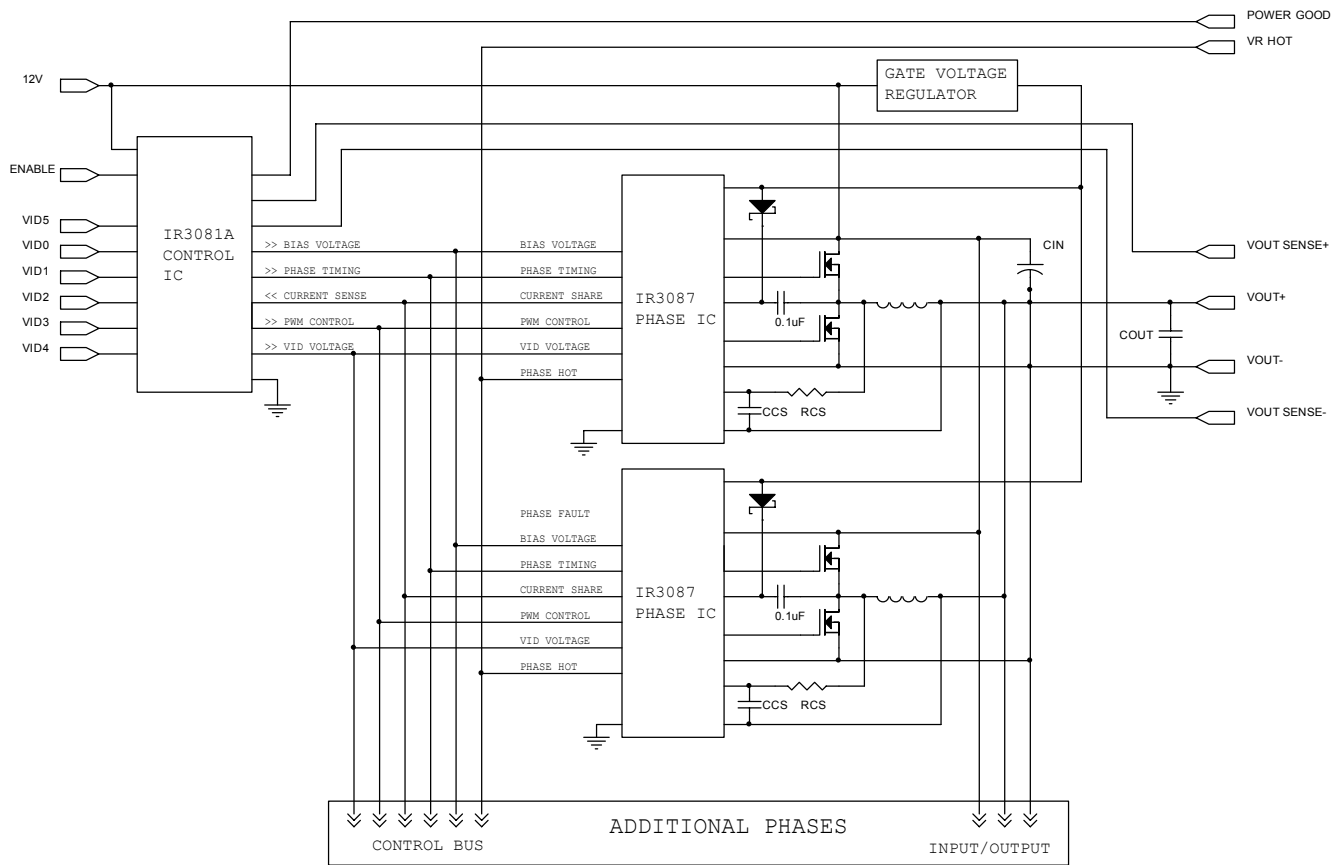 POWER GOOD
VR HOT
12V
GATE VOLTAGE
REGULATOR
ENABLE
VID5
VID0
VID1
VID2
VID3
VID4
IR3081A
CONTROL
IC
>> BIAS VOLTAGE
>> PHASE TIMING
<< CURRENT SENSE
>> PWM CONTROL
>> VID VOLTAGE
BIAS VOLTAGE
PHASE TIMING
CURRENT SHARE
PWM CONTROL
VID VOLTAGE
PHASE HOT
IR3087
PHASE IC
0.1uF
CCS
RCS
CIN
COUT
VOUT SENSE+
VOUT+
VOUT-
VOUT SENSE-
PHASE FAULT
BIAS VOLTAGE
PHASE TIMING
CURRENT SHARE
PWM CONTROL
VID VOLTAGE
PHASE HOT
IR3087
PHASE IC
0.1uF
CCS
RCS
ADDITIONAL PHASES
CONTROL BUS
INPUT/OUTPUT